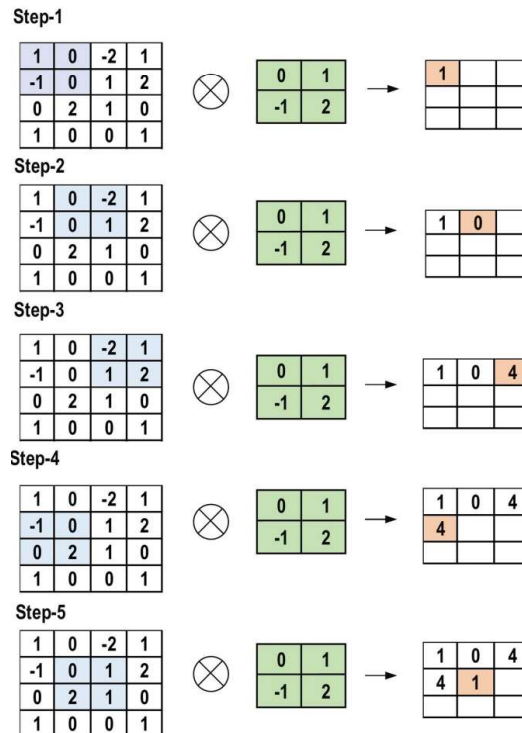 Step-1
1 0 -2 1
-1 0 1 2 0 1 1
0 2 1 0 -1 2
1 0 0 1
Step-2
1 0 -2 1
-1 0 1 2 0 1 1 0
0 2 1 0 -1 2
1 0 0 1
Step-3
1 0 -2 1
-1 0 1 2 0 1 1 0 4
0 2 1 0 -1 2
1 0 0 1
Step-4
1 0 -2 1 1 0 4
-1 0 1 2 0 1 4
0 2 1 0 -1 2
1 0 0 1
Step-5
1 0 -2 1 1 0 4
-1 0 1 2 0 1 4 1
0 2 1 0 -1 2
1 0 0 1